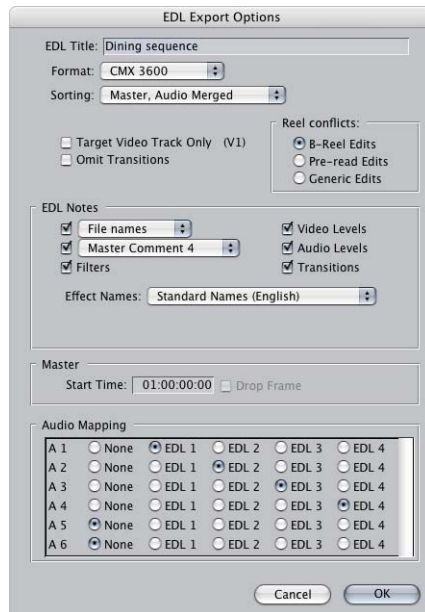 EDL Export Options
EDL Title: Dining sequence
Format: CMX 3600
Sorting: Master, Audio Merged
Target Video Track Only (V1)
Omit Transitions
Reel conflicts:
B-Reel Edits
Pre-read Edits
Generic Edits
EDL Notes
File names
Master Comment 4
Filters
Video Levels
Audio Levels
Transitions
Effect Names: Standard Names (English)
Master
Start Time: 01:00:00:00 Drop Frame
Audio Mapping
A 1 None EDL 1 EDL 2 EDL 3 EDL 4
A 2 None EDL 1 EDL 2 EDL 3 EDL 4
A 3 None EDL 1 EDL 2 EDL 3 EDL 4
A 4 None EDL 1 EDL 2 EDL 3 EDL 4
A 5 None EDL 1 EDL 2 EDL 3 EDL 4
A 6 None EDL 1 EDL 2 EDL 3 EDL 4
Cancel OK